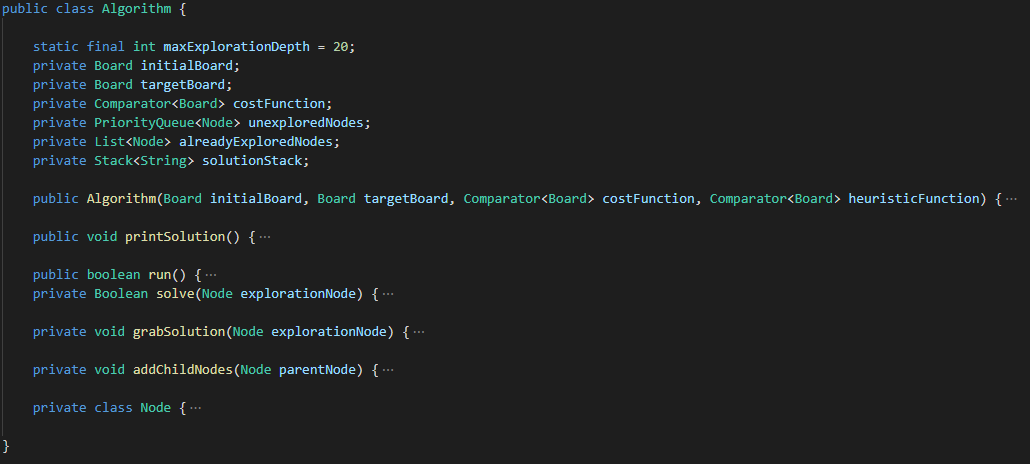 public class Algorithm {
static final int maxExplorationDepth = 20;
private Board initialBoard;
private Board targetBoard;
private Comparator<Board> costFunction;
private PriorityQueue<Node> unexploredNodes;
private List<Node> alreadyExploredNodes;
private Stack<String> solutionStack;
public Algorithm(Board initialBoard, Board targetBoard, Comparator<Board> costFunction, Comparator<Board> heuristicFunction) {⋯
public void printSolution() {⋯
public boolean run() {⋯
private Boolean solve(Node explorationNode) {⋯
private void grabSolution(Node explorationNode) {⋯
private void addChildNodes(Node parentNode) {⋯
private class Node {⋯
}